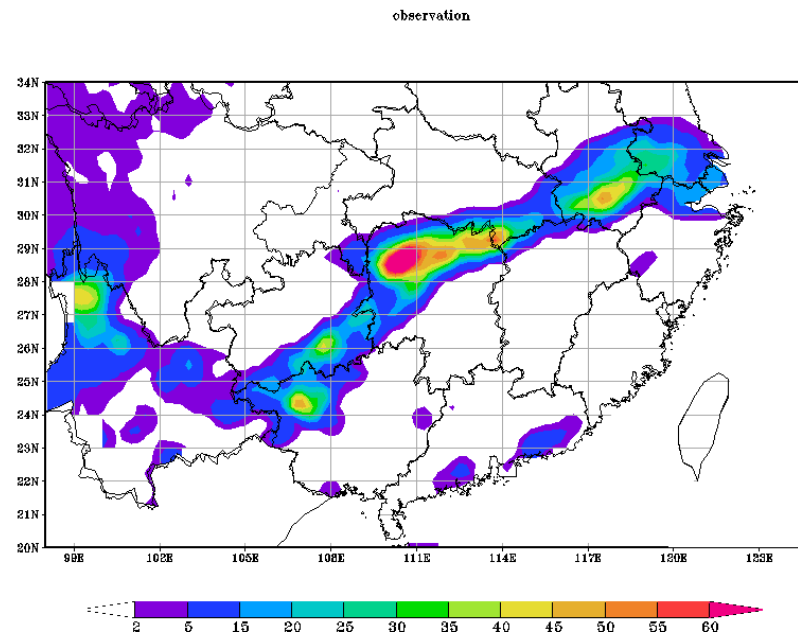 observation
34N
33N
32N
31N
30N
29N
28N
27N
26N
25N
24N
23N
22N
21N
20N
99E 102E 105E 108E 111E 114E 117E 120E 123E
2 5 15 20 25 30 35 40 45 50 55 60